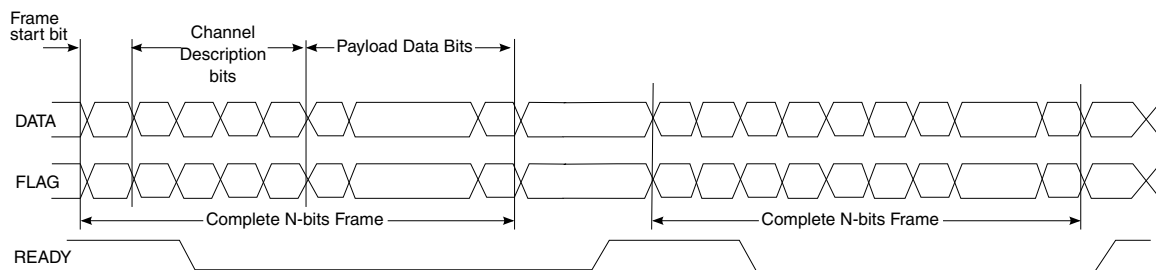 Frame
start bit
Channel
Description
bits
Payload Data Bits
DATA
FLAG
Complete N-bits Frame
Complete N-bits Frame
READY